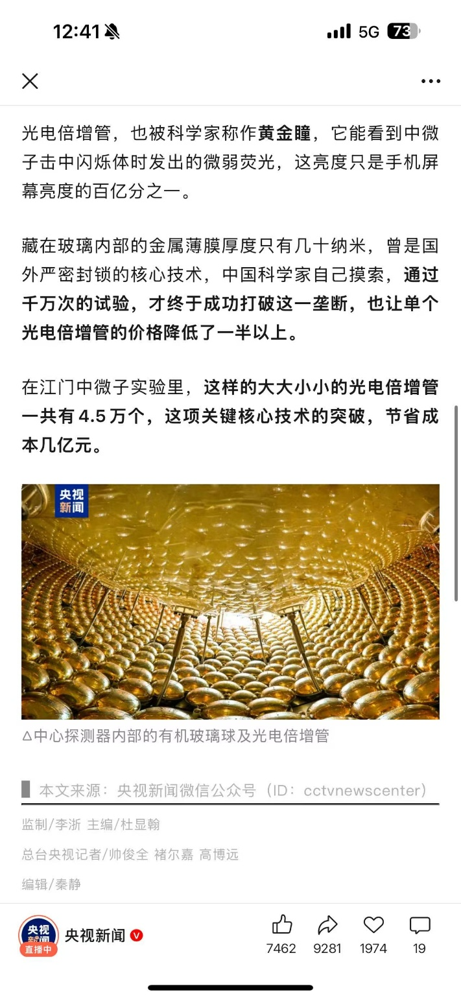 12:41
5G
73
光电倍增管，也被科学家称作黄金瞳，它能看到中微
子击中闪烁体时发出的微弱荧光，这亮度只是手机屏
幕亮度的百亿分之一。
藏在玻璃内部的金属薄膜厚度只有几十纳米，曾是国
外严密封锁的核心技术，中国科学家自己摸索，通过
千万次的试验，才终于成功打破这一垄断，也让单个
光电倍增管的价格降低了一半以上。
在江门中微子实验里，这样的大大小小的光电倍增管
一共有4.5万个，这项关键核心技术的突破，节省成
本几亿元。
央视
新闻
△中心探测器内部的有机玻璃球及光电倍增管
本文来源：央视新闻微信公众号（ID：cctvnewscenter）
监制/李浙 主编/杜显翰
总台央视记者/帅俊全 褚尔嘉 高博远
编辑/秦静
央视
新闻
直播中
央视新闻
7462
9281
1974
19